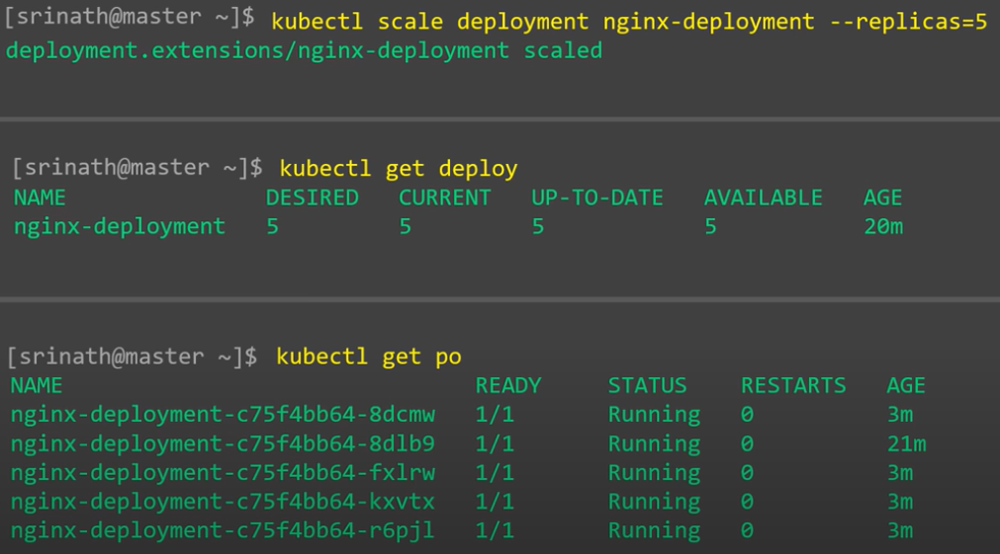 [srinath@master ~]$ kubectl scale deployment nginx-deployment --replicas=5
deployment.extensions/nginx-deployment scaled
[srinath@master ~]$ kubectl get deploy
NAME DESIRED CURRENT UP-TO-DATE AVAILABLE AGE
nginx-deployment 5 5 5 5 20m
[srinath@master ~]$ kubectl get po
NAME READY STATUS RESTARTS AGE
nginx-deployment-c75f4bb64-8dcmw 1/1 Running 0 3m
nginx-deployment-c75f4bb64-8dlb9 1/1 Running 0 21m
nginx-deployment-c75f4bb64-fxlrw 1/1 Running 0 3m
nginx-deployment-c75f4bb64-kxvtx 1/1 Running 0 3m
nginx-deployment-c75f4bb64-r6pjl 1/1 Running 0 3m